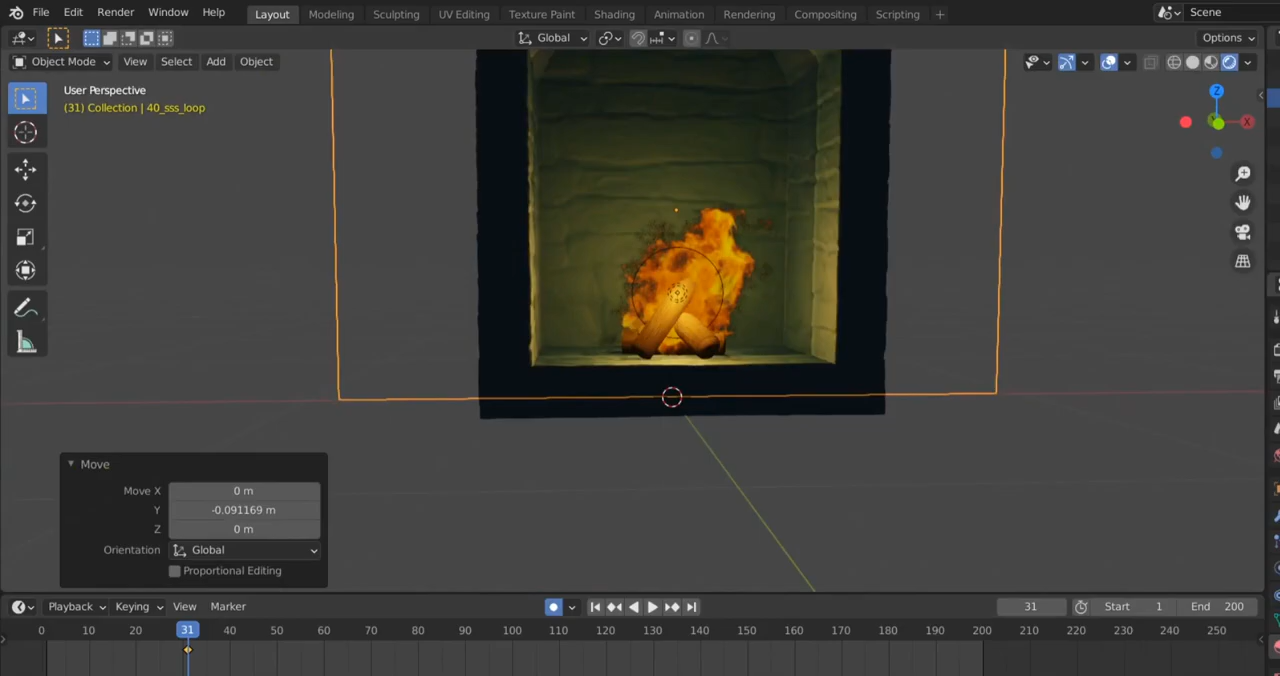 File Edit Render Window Help Layout Modeling Sculpting UV Editing Texture Paint Shading Animation Rendering Compositing Scripting + Scene
Global Options
Object Mode View Select Add Object
User Perspective
(31) Collection | 40_sss_loop
Z
X
Move
Move X 0 m
Y -0.091169 m
Z 0 m
Orientation Global
Proportional Editing
Playback Keying View Marker 31 Start 1 End 200
0 10 20 31 40 50 60 70 80 90 100 110 120 130 140 150 160 170 180 190 200 210 220 230 240 250